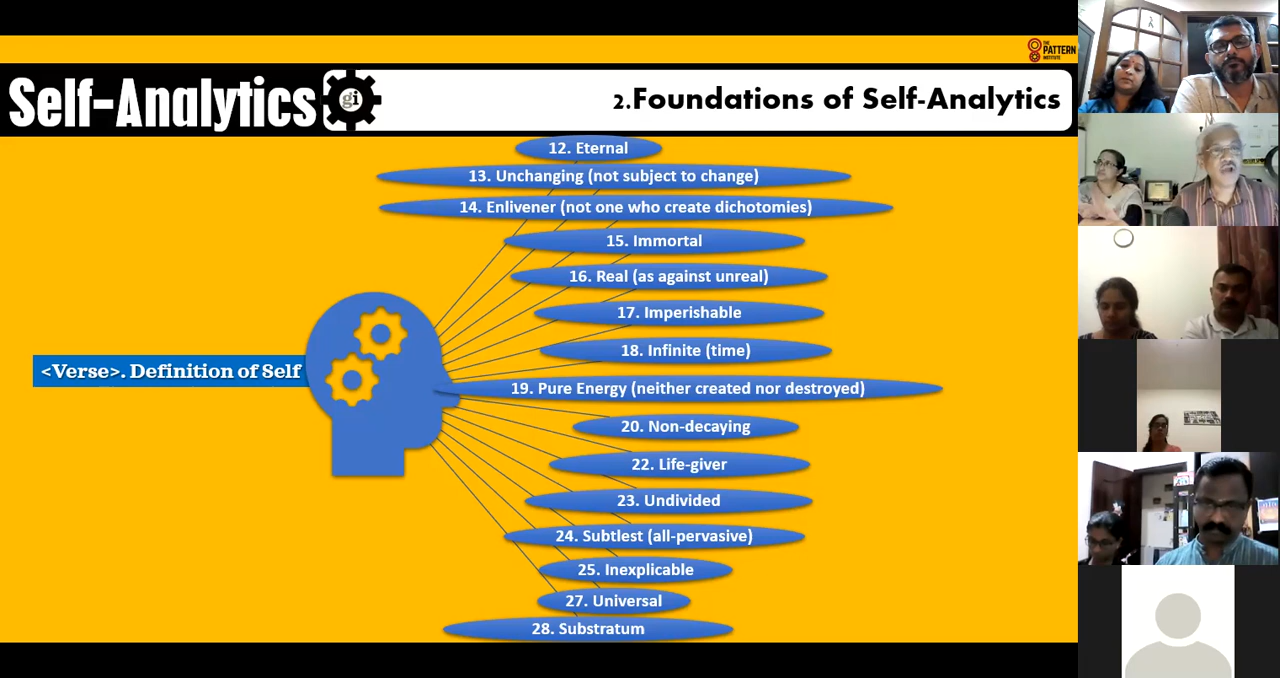 THE
PATTERN
INSTITUTE
Self-Analytics
gi
2.Foundations of Self-Analytics
12. Eternal
13. Unchanging (not subject to change)
14. Enlivener (not one who create dichotomies)
15. Immortal
16. Real (as against unreal)
17. Imperishable
18. Infinite (time)
<Verse>. Definition of Self
19. Pure Energy (neither created nor destroyed)
20. Non-decaying
22. Life-giver
23. Undivided
24. Subtlest (all-pervasive)
25. Inexplicable
27. Universal
28. Substratum